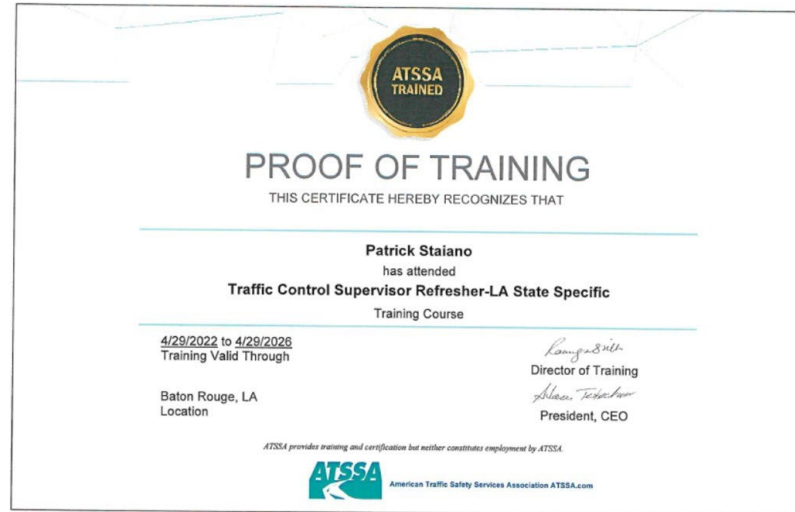 ATSSA
TRAINED
PROOF OF TRAINING
THIS CERTIFICATE HEREBY RECOGNIZES THAT
Patrick Staiano
has attended
Traffic Control Supervisor Refresher-LA State Specific
Training Course
4/29/2022 to 4/29/2026
Training Valid Through
Director of Training
Baton Rouge, LA
Location
President, CEO
ATSSA provides training and certification but neither constitutes employment by ATSSA.
ATSSA
American Traffic Safety Services Association ATSSA.com